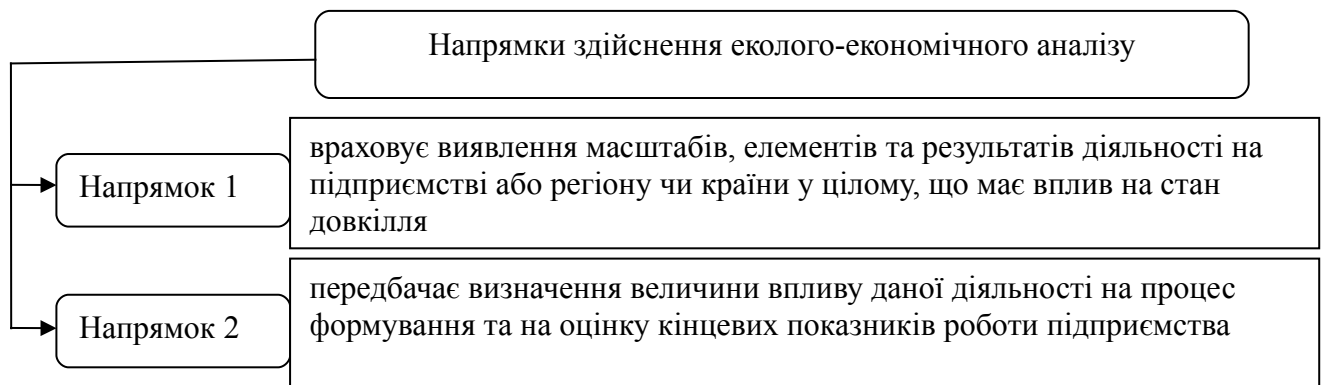 Напрямки здійснення еколого-економічного аналізу
Напрямок 1
враховує виявлення масштабів, елементів та результатів діяльності на
підприємстві або регіону чи країни у цілому, що має вплив на стан
довкілля
Напрямок 2
передбачає визначення величини впливу даної діяльності на процес
формування та на оцінку кінцевих показників роботи підприємства